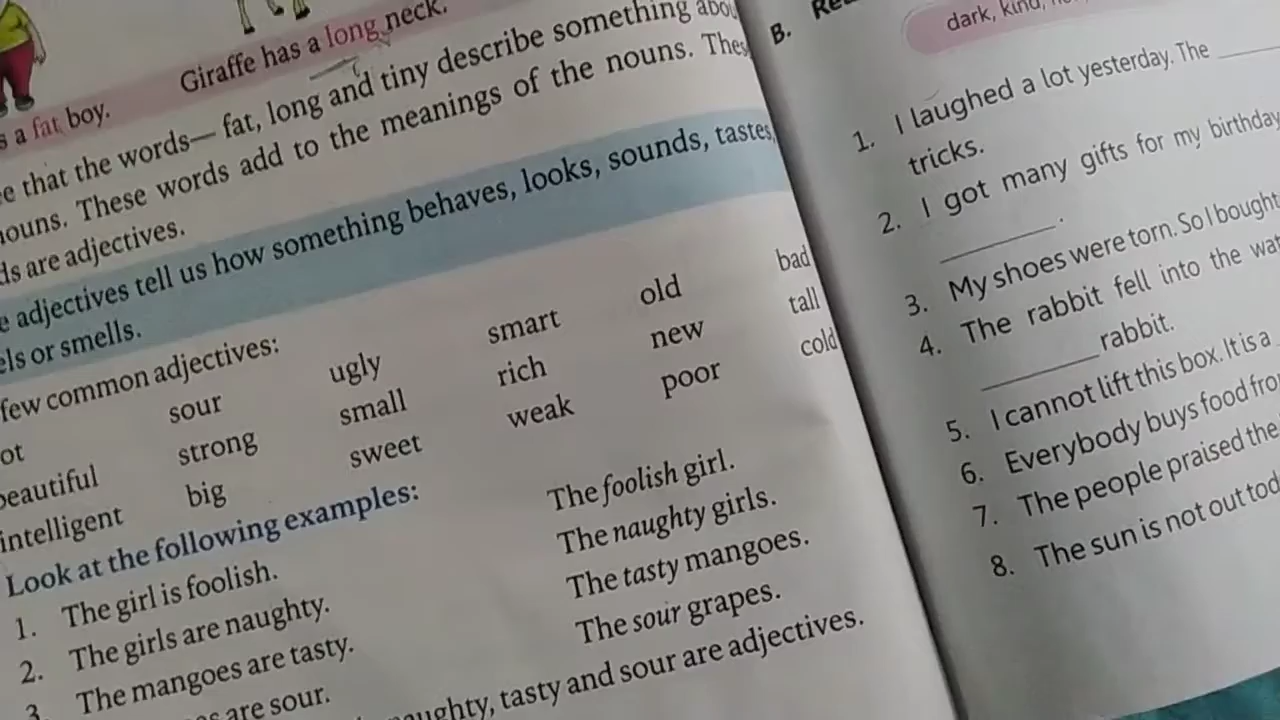 Giraffe has a long neck.
s a fat boy.
e that the words— fat, long and tiny describe something abou
nouns. These words add to the meanings of the nouns. Thes
ds are adjectives.
e adjectives tell us how something behaves, looks, sounds, tastes,
els or smells.
few common adjectives:
ot sour ugly smart old bad
beautiful strong small rich new tall
intelligent big sweet weak poor cold
Look at the following examples:
1. The girl is foolish. The foolish girl.
2. The girls are naughty. The naughty girls.
3. The mangoes are tasty. The tasty mangoes.
es are sour. The sour grapes.
naughty, tasty and sour are adjectives.
B.
dark, kind,
1. I laughed a lot yesterday. The
tricks.
2. I got many gifts for my birthday
.
3. My shoes were torn. So I bought
4. The rabbit fell into the wat
rabbit.
5. I cannot lift this box. It is a
6. Everybody buys food from
7. The people praised the
8. The sun is not out tod